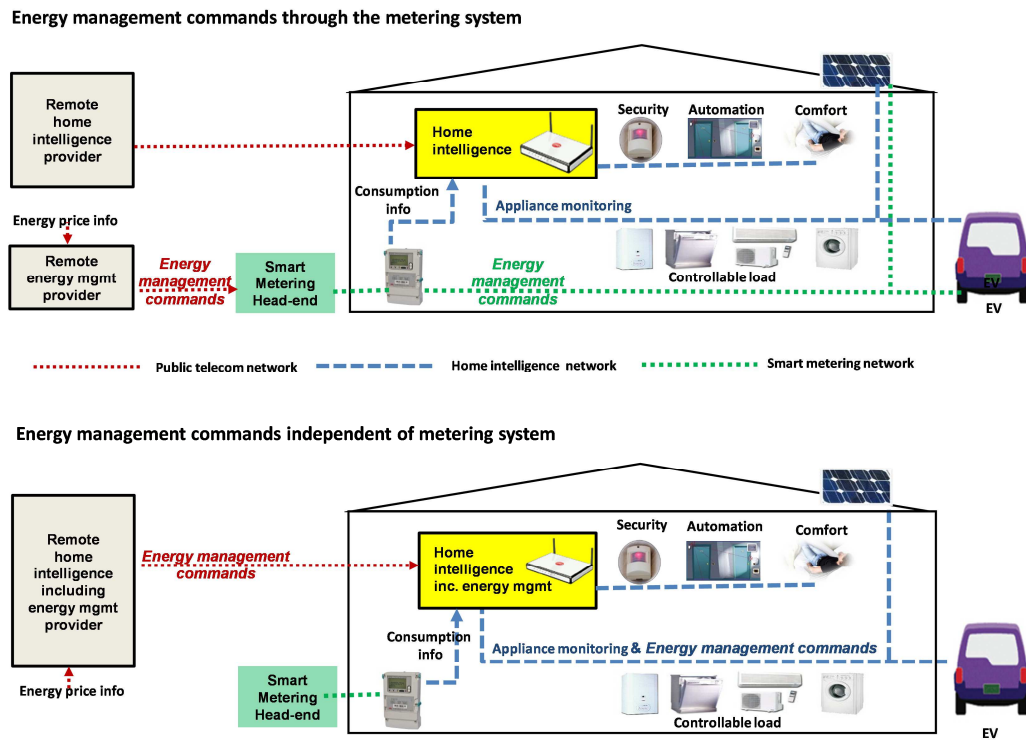 Energy management commands through the metering system
Remote
home
intelligence
provider
Home
intelligence
Security
Automation
Comfort
Consumption
info
Appliance monitoring
Energy price info
Remote
energy mgmt
provider
Energy
management
commands
Smart
Metering
Head-end
Energy
management
commands
Controllable load
EV
EV
Public telecom network
Home intelligence network
Smart metering network
Energy management commands independent of metering system
Remote
home
intelligence
including
energy mgmt
provider
Energy management
commands
Home
intelligence
inc. energy mgmt
Security
Automation
Comfort
Consumption
info
Appliance monitoring & Energy management commands
Energy price info
Smart
Metering
Head-end
Controllable load
EV